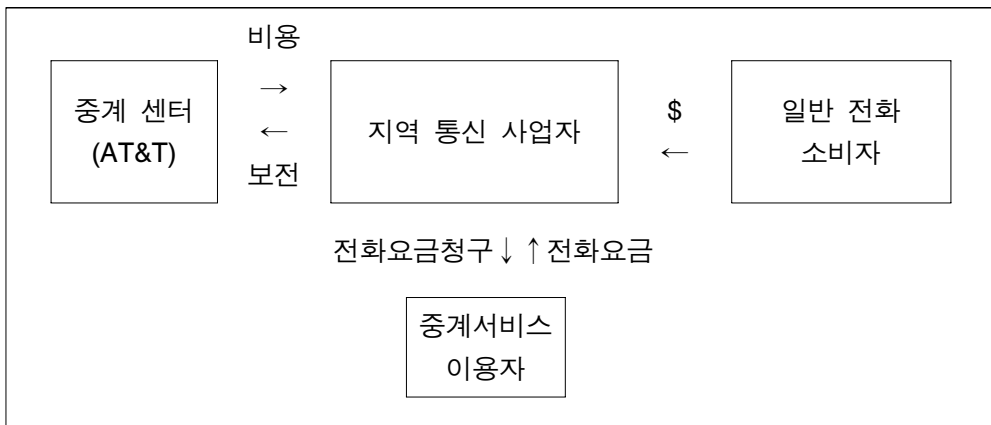 비용
→
←
보전
중계 센터
(AT&T)
지역 통신 사업자
$
←
일반 전화
소비자
전화요금청구↓ ↑전화요금
중계서비스
이용자